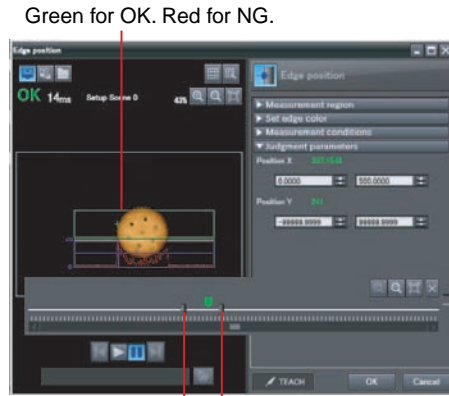 Green for OK. Red for NG.
Edge position
Edge position
OK 14ms Setup Scene 0 43%
Measurement region
Set edge color
Measurement conditions
Judgment parameters
Position X
0.0000 500.0000
Position Y
-99999.9999 99999.9999
TEACH OK Cancel